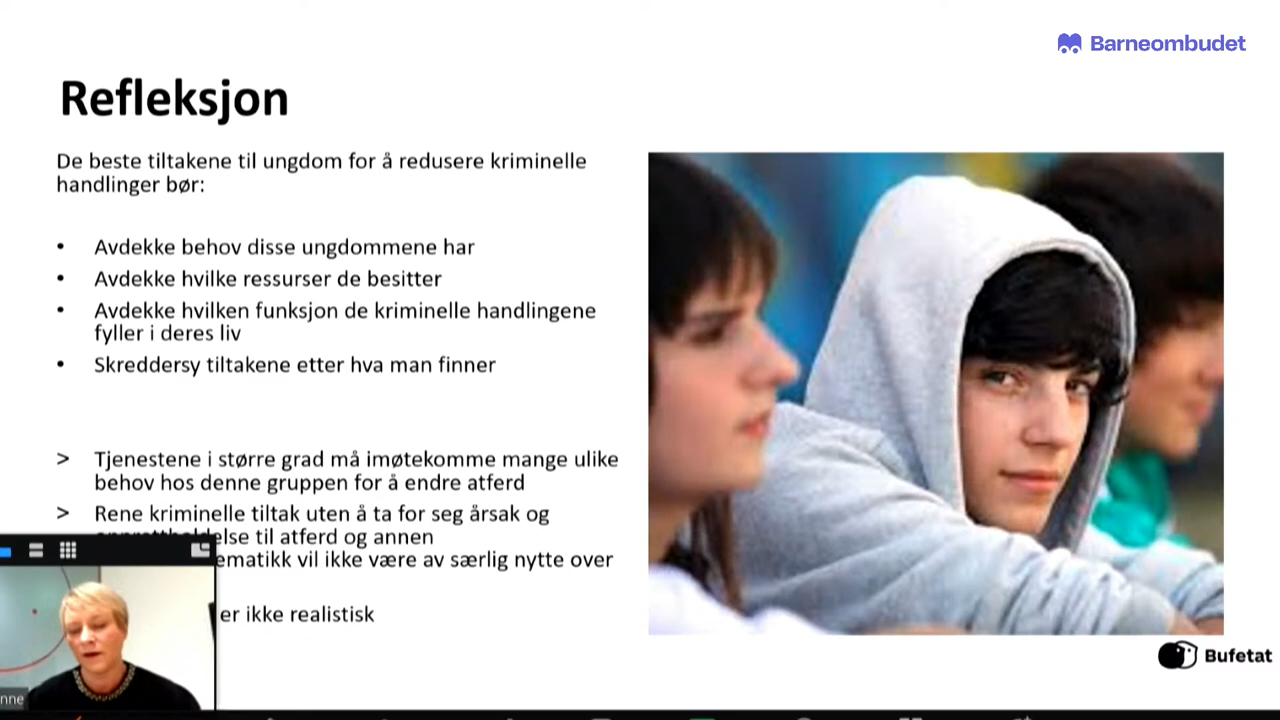 Barneombudet
Refleksjon
De beste tiltakene til ungdom for å redusere kriminelle
handlinger bør:
• Avdekke behov disse ungdommene har
• Avdekke hvilke ressurser de besitter
• Avdekke hvilken funksjon de kriminelle handlingene
fyller i deres liv
• Skreddersy tiltakene etter hva man finner
> Tjenestene i større grad må imøtekomme mange ulike
behov hos denne gruppen for å endre atferd
> Rene kriminelle tiltak uten å ta for seg årsak og
til atferd og annen
vil ikke være av særlig nytte over
er ikke realistisk
Bufetat